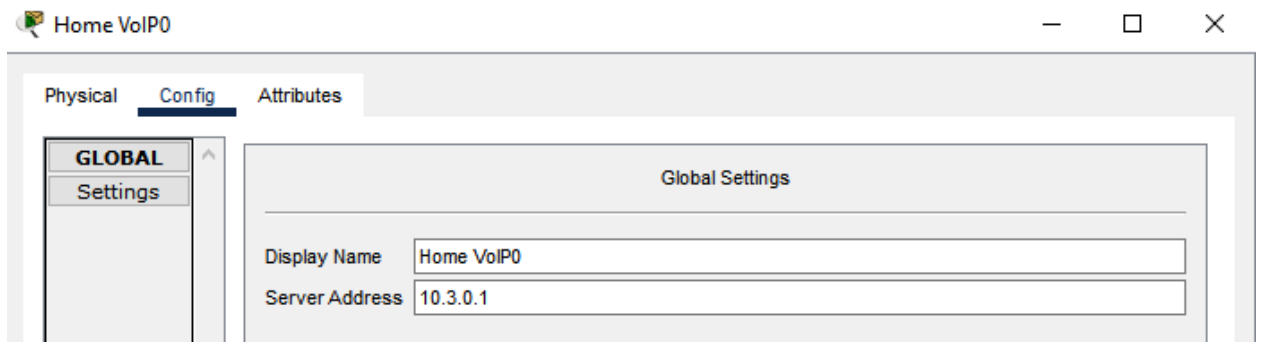 Home VoIP0
Physical Config Attributes
GLOBAL
Settings
Global Settings
Display Name Home VoIP0
Server Address 10.3.0.1